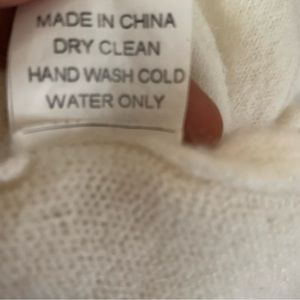 MADE IN CHINA
DRY CLEAN
HAND WASH COLD
WATER ONLY